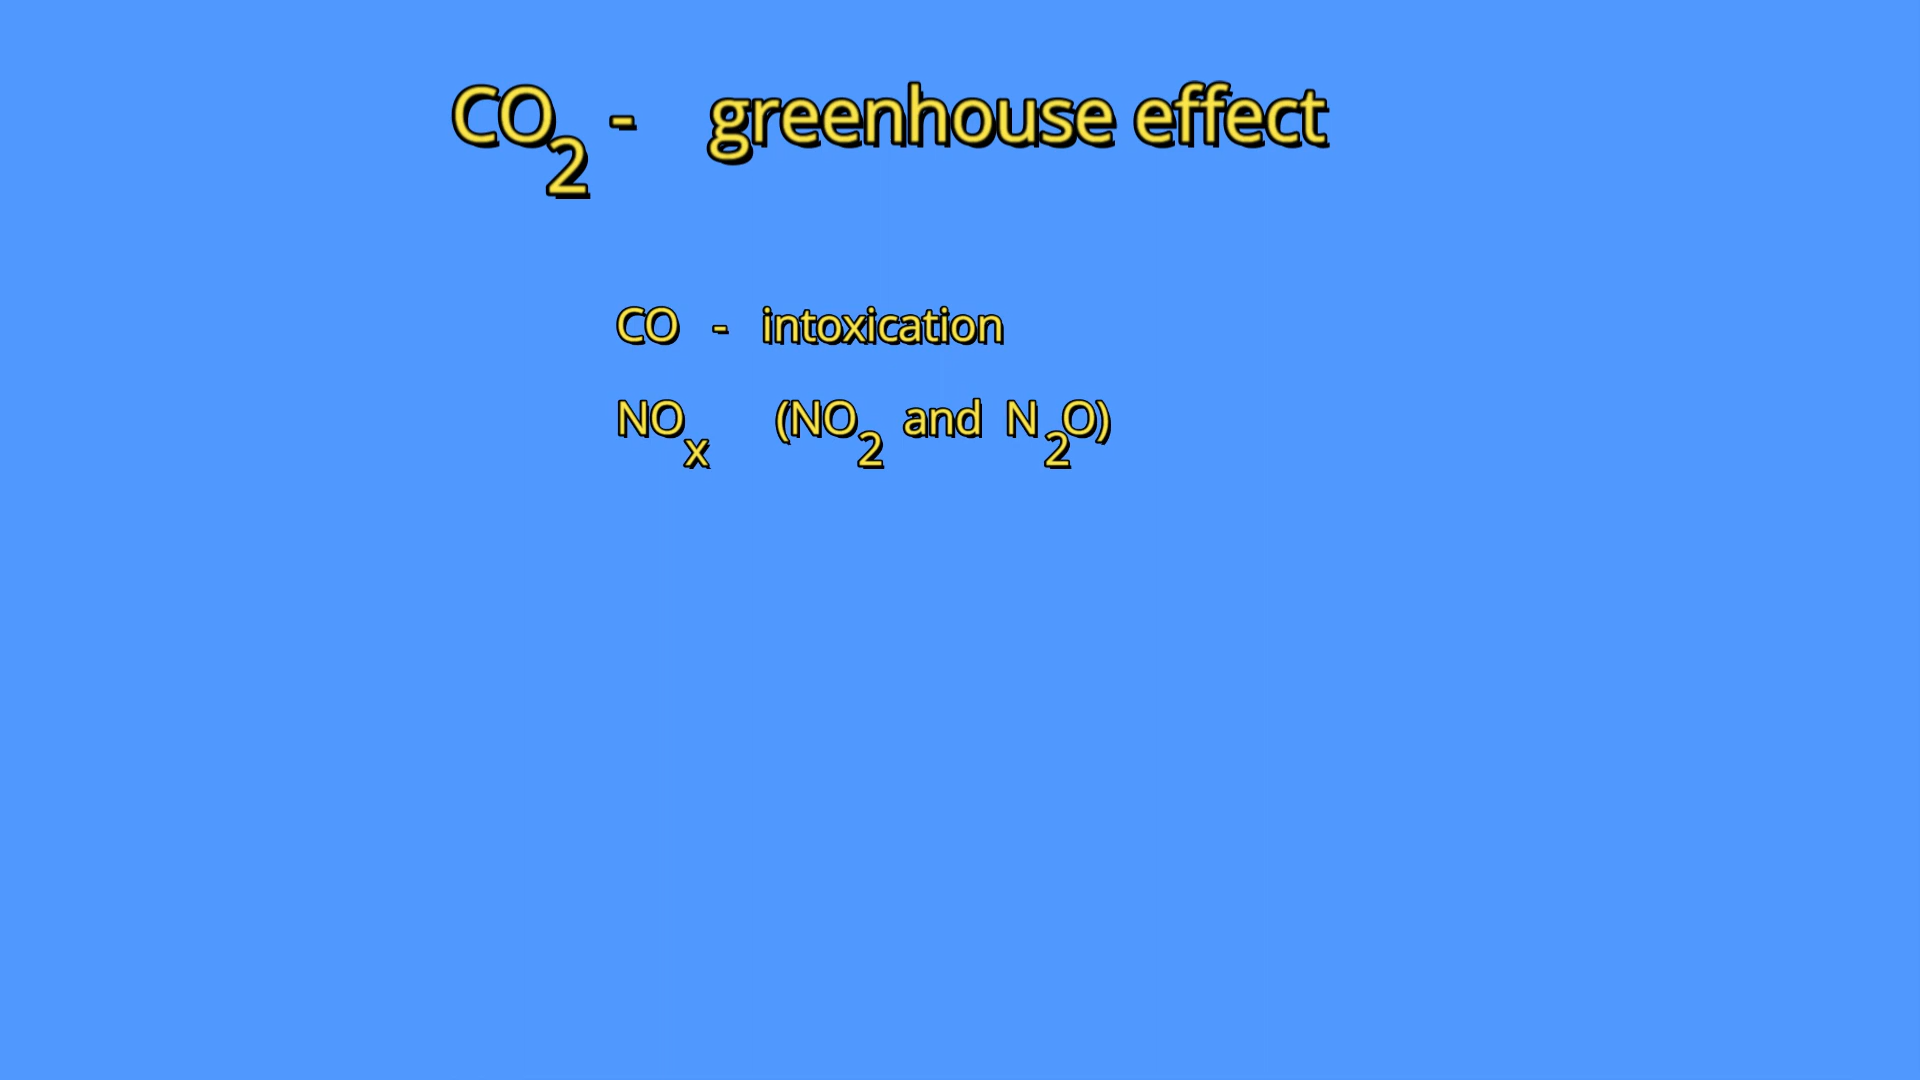 CO₂ - greenhouse effect
CO - intoxication
NOₓ (NO₂ and N₂O)